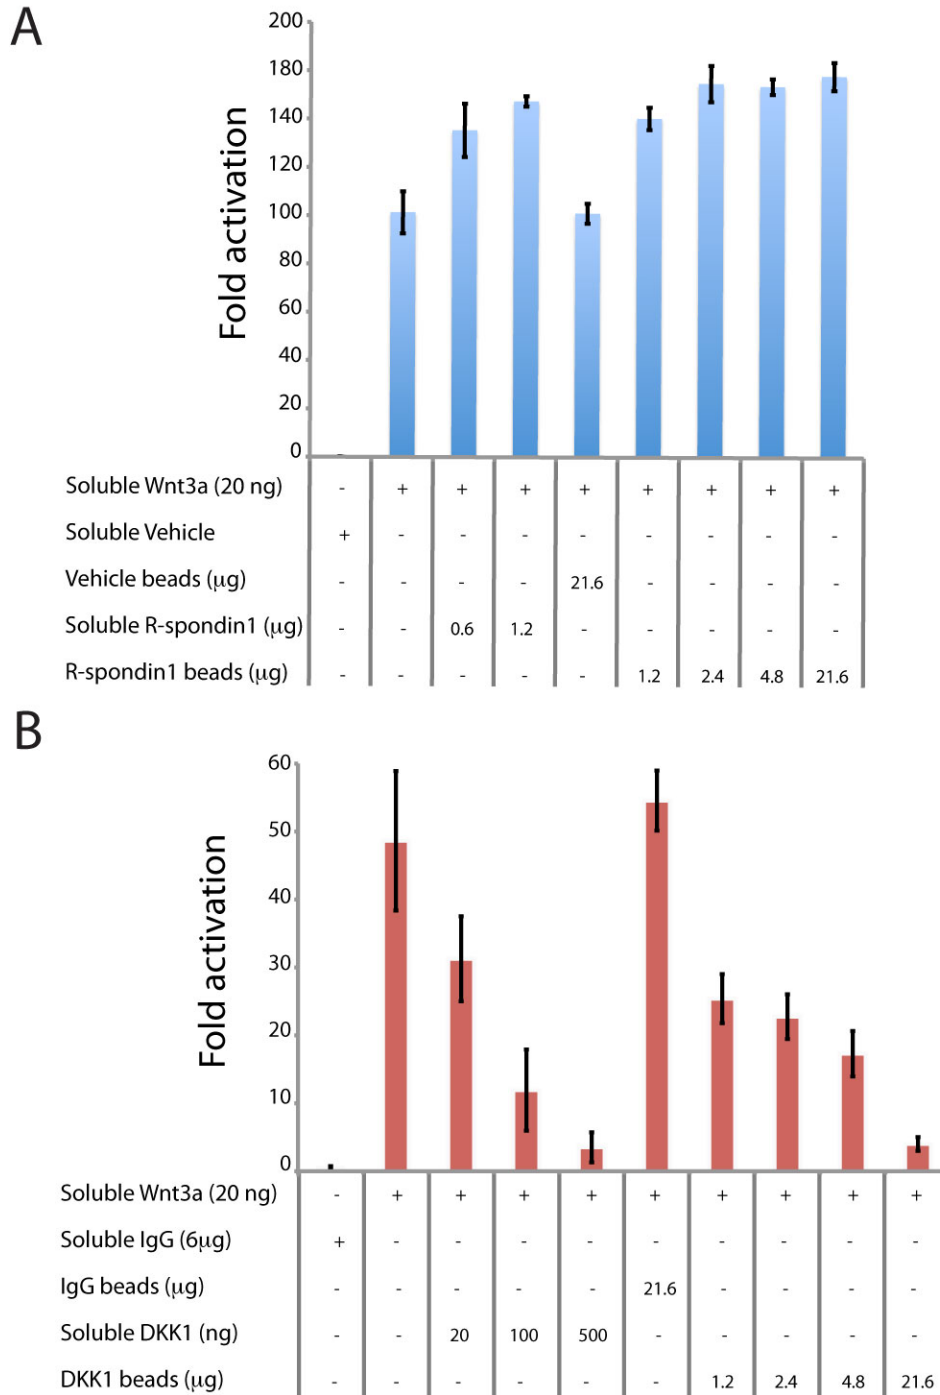 A
Fold activation
200
180
140
120
100
80
60
40
20
0
Soluble Wnt3a (20 ng) - + + + + + + + +
Soluble Vehicle + - - - - - - - -
Vehicle beads (μg) - - - - 21.6 - - - -
Soluble R-spondin1 (μg) - - 0.6 1.2 - - - - -
R-spondin1 beads (μg) - - - - - 1.2 2.4 4.8 21.6
B
Fold activation
60
50
40
30
20
10
0
Soluble Wnt3a (20 ng) - + + + + + + + + +
Soluble IgG (6μg) + - - - - - - - - -
IgG beads (μg) - - - - - 21.6 - - - -
Soluble DKK1 (ng) - - 20 100 500 - - - - -
DKK1 beads (μg) - - - - - - 1.2 2.4 4.8 21.6